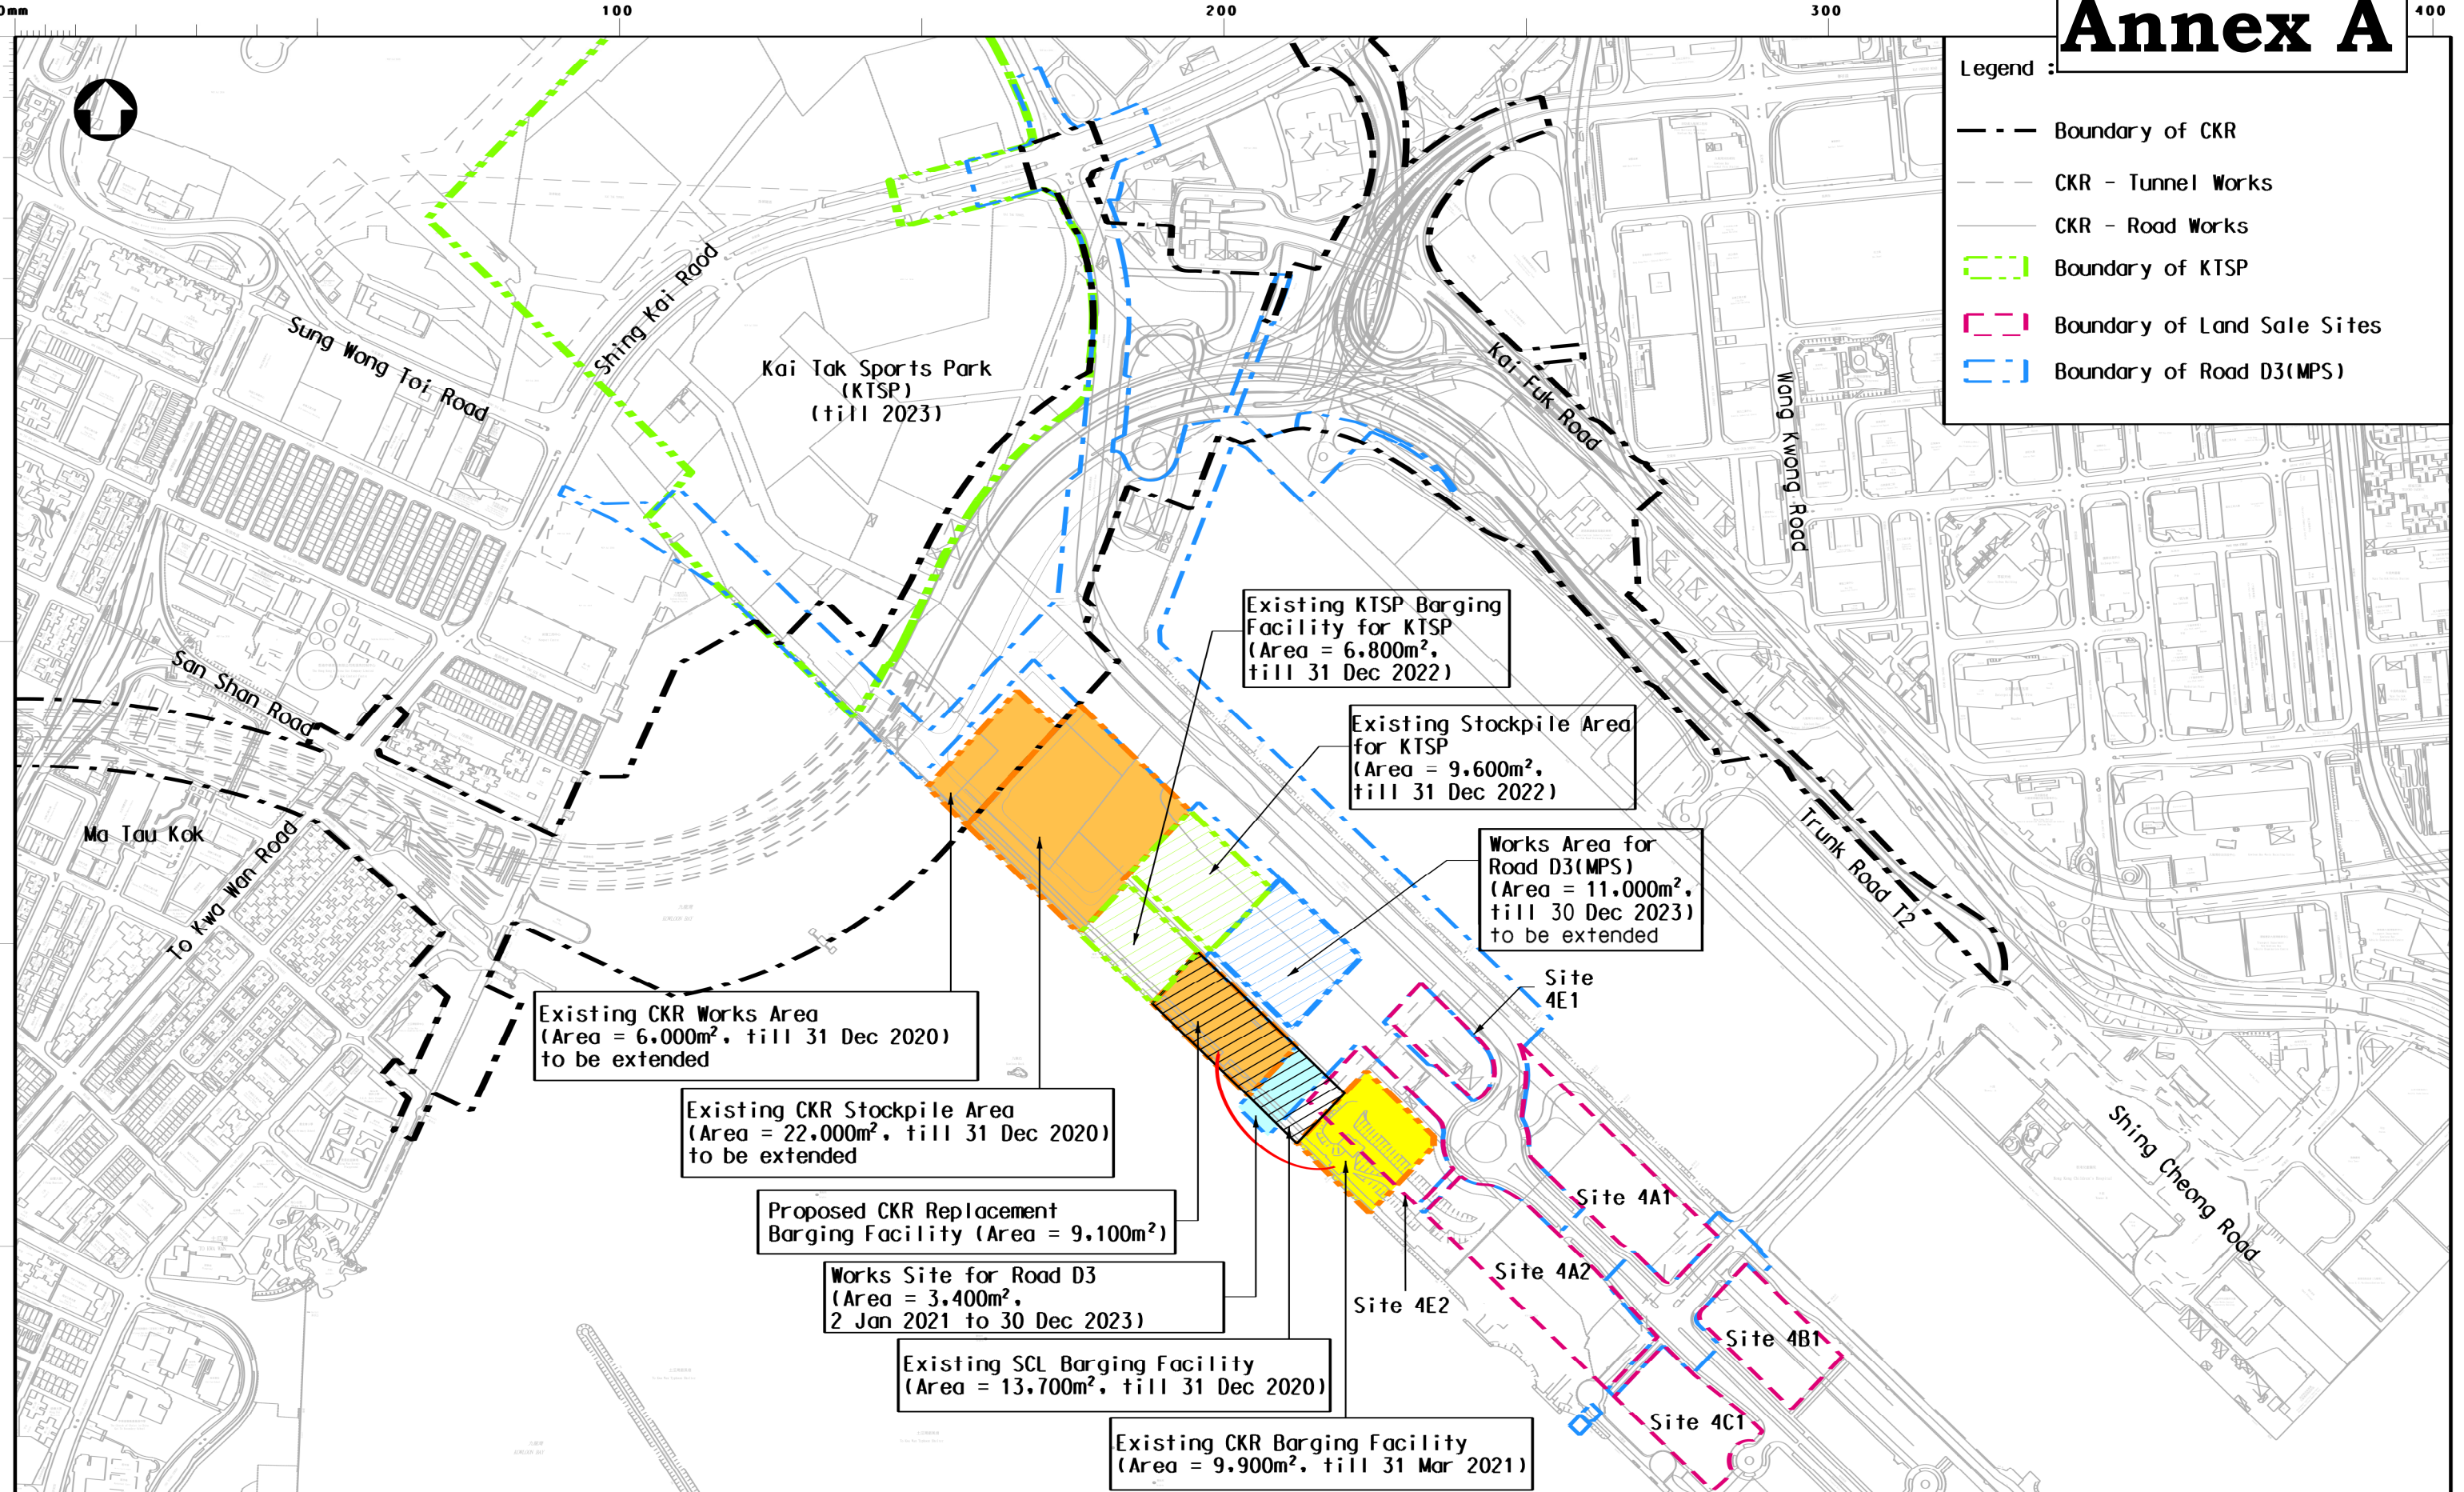 0mm
100
200
300
400
Annex A
Legend :
Boundary of CKR
CKR - Tunnel Works
CKR - Road Works
Boundary of KTSP
Boundary of Land Sale Sites
Boundary of Road D3(MPS)
Sung Wong Toi Road
Shing Kai Raod
Kai Tak Sports Park
(KTSP)
(till 2023)
Kai Fuk Road
Wang Kwong Road
Existing KTSP Barging
Facility for KTSP
(Area = 6,800m²,
till 31 Dec 2022)
Existing Stockpile Area
for KTSP
(Area = 9,600m²,
till 31 Dec 2022)
Works Area for
Road D3(MPS)
(Area = 11,000m²,
till 30 Dec 2023)
to be extended
San Shan Road
Ma Tau Kok
To Kwa Wan Road
Trunk Road T2
Site
4E1
Existing CKR Works Area
(Area = 6,000m², till 31 Dec 2020)
to be extended
Existing CKR Stockpile Area
(Area = 22,000m², till 31 Dec 2020)
to be extended
Proposed CKR Replacement
Barging Facility (Area = 9,100m²)
Works Site for Road D3
(Area = 3,400m²,
2 Jan 2021 to 30 Dec 2023)
Existing SCL Barging Facility
(Area = 13,700m², till 31 Dec 2020)
Existing CKR Barging Facility
(Area = 9,900m², till 31 Mar 2021)
Site 4E2
Site 4A1
Site 4A2
Site 4B1
Site 4C1
Shing Cheong Road